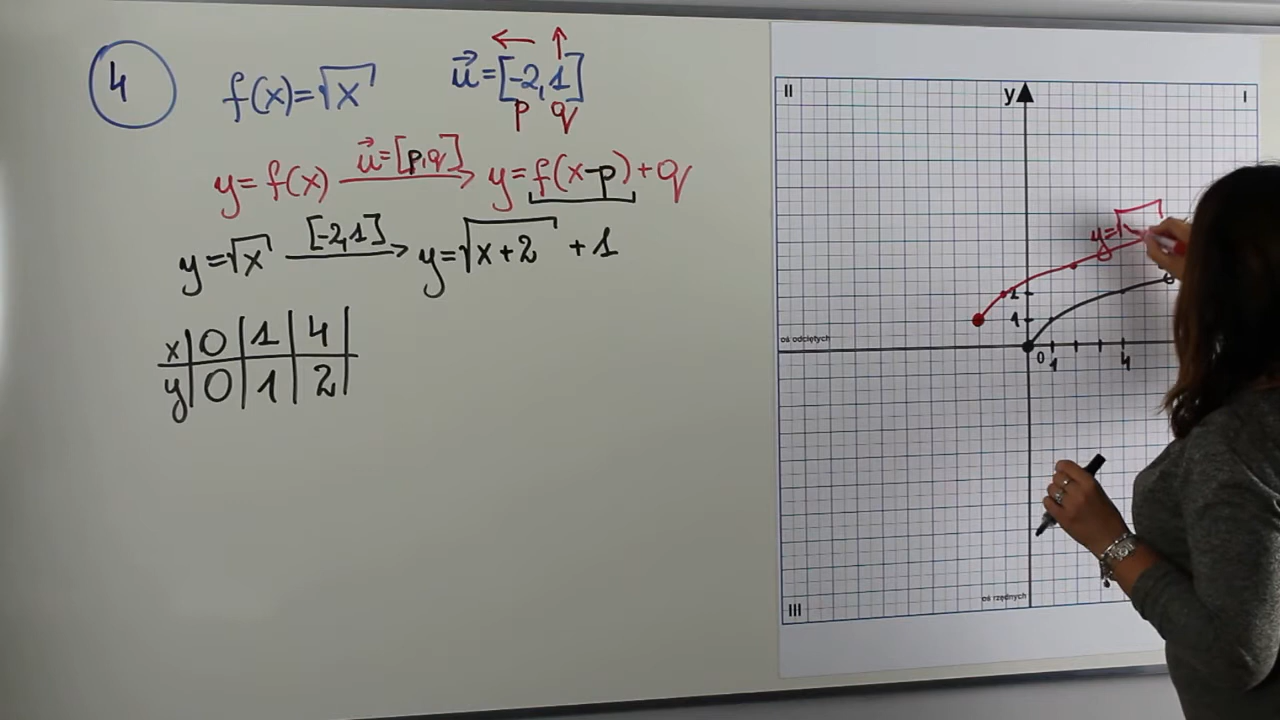 4
f(x)=√x
u⃗=[-2,1]
p q
y=f(x) u⃗=[p,q] → y=f(x-p)+q
y=√x [-2,1] → y=√x+2 +1
x|0|1|4
y|0|1|2
II
y
I
y=√
2
1
oś odciętych
0
1
4
oś rzędnych
III